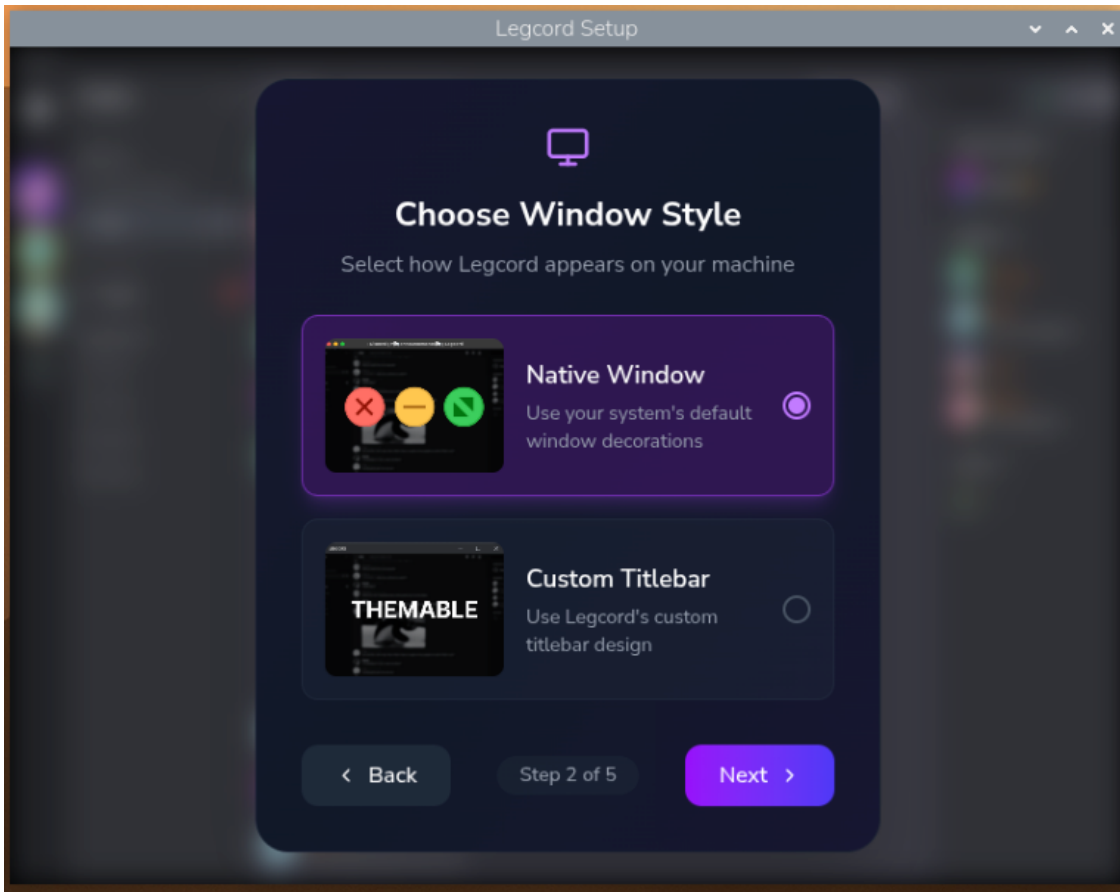 Legcord Setup
Choose Window Style
Select how Legcord appears on your machine
Native Window
Use your system's default
window decorations
THEMABLE
Custom Titlebar
Use Legcord's custom
titlebar design
Back
Step 2 of 5
Next